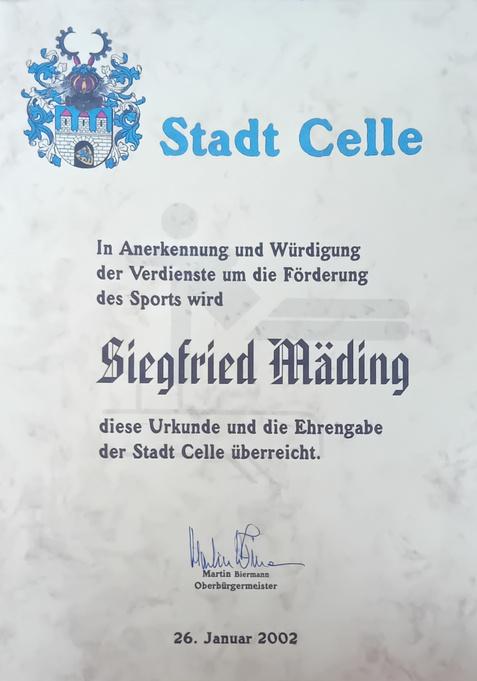 Stadt Celle
In Anerkennung und Würdigung
der Verdienste um die Förderung
des Sports wird
Siegfried Mäding
diese Urkunde und die Ehrengabe
der Stadt Celle überreicht.
Martin Biermann
Oberbürgermeister
26. Januar 2002